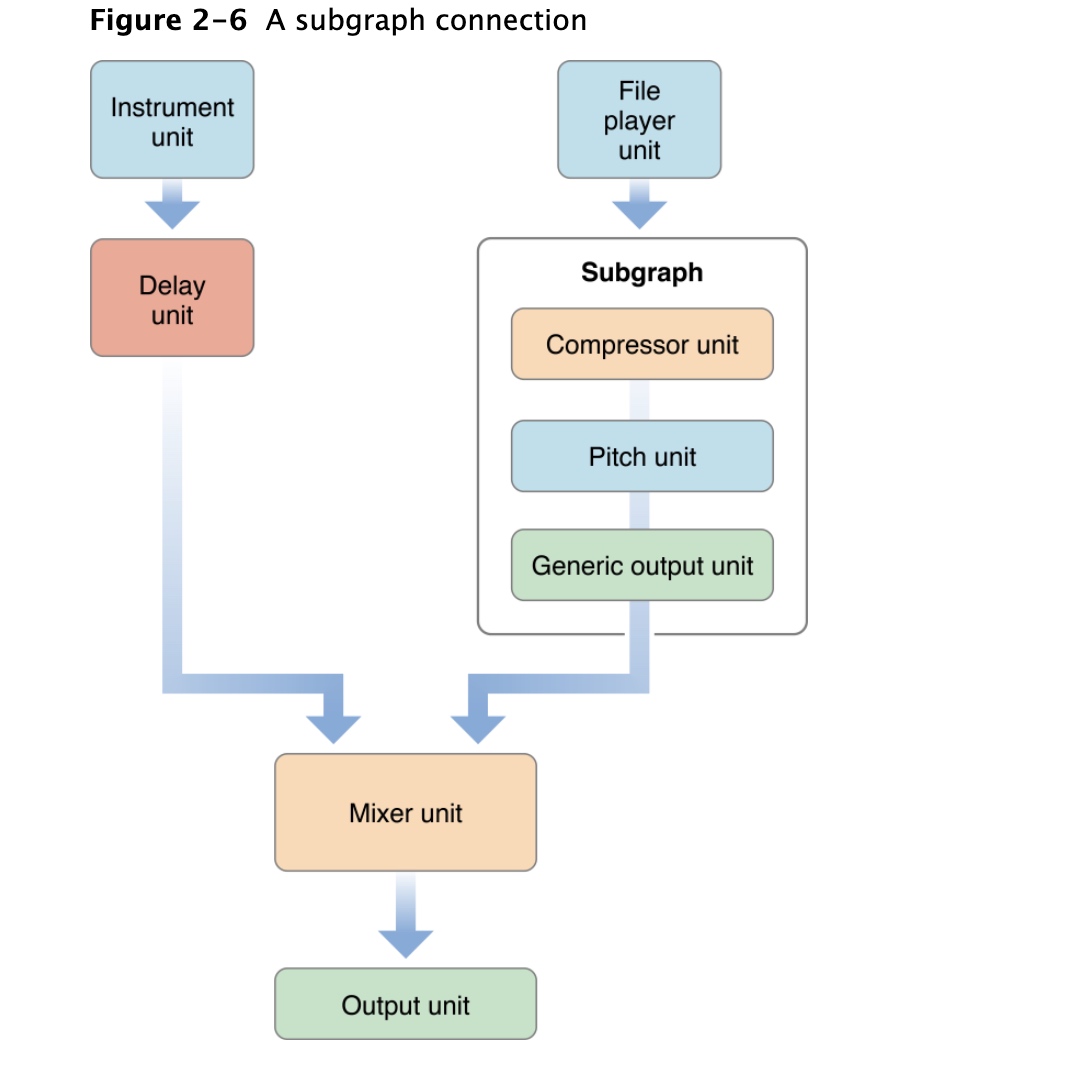 Figure 2-6 A subgraph connection
Instrument
unit
File
player
unit
Delay
unit
Subgraph
Compressor unit
Pitch unit
Generic output unit
Mixer unit
Output unit